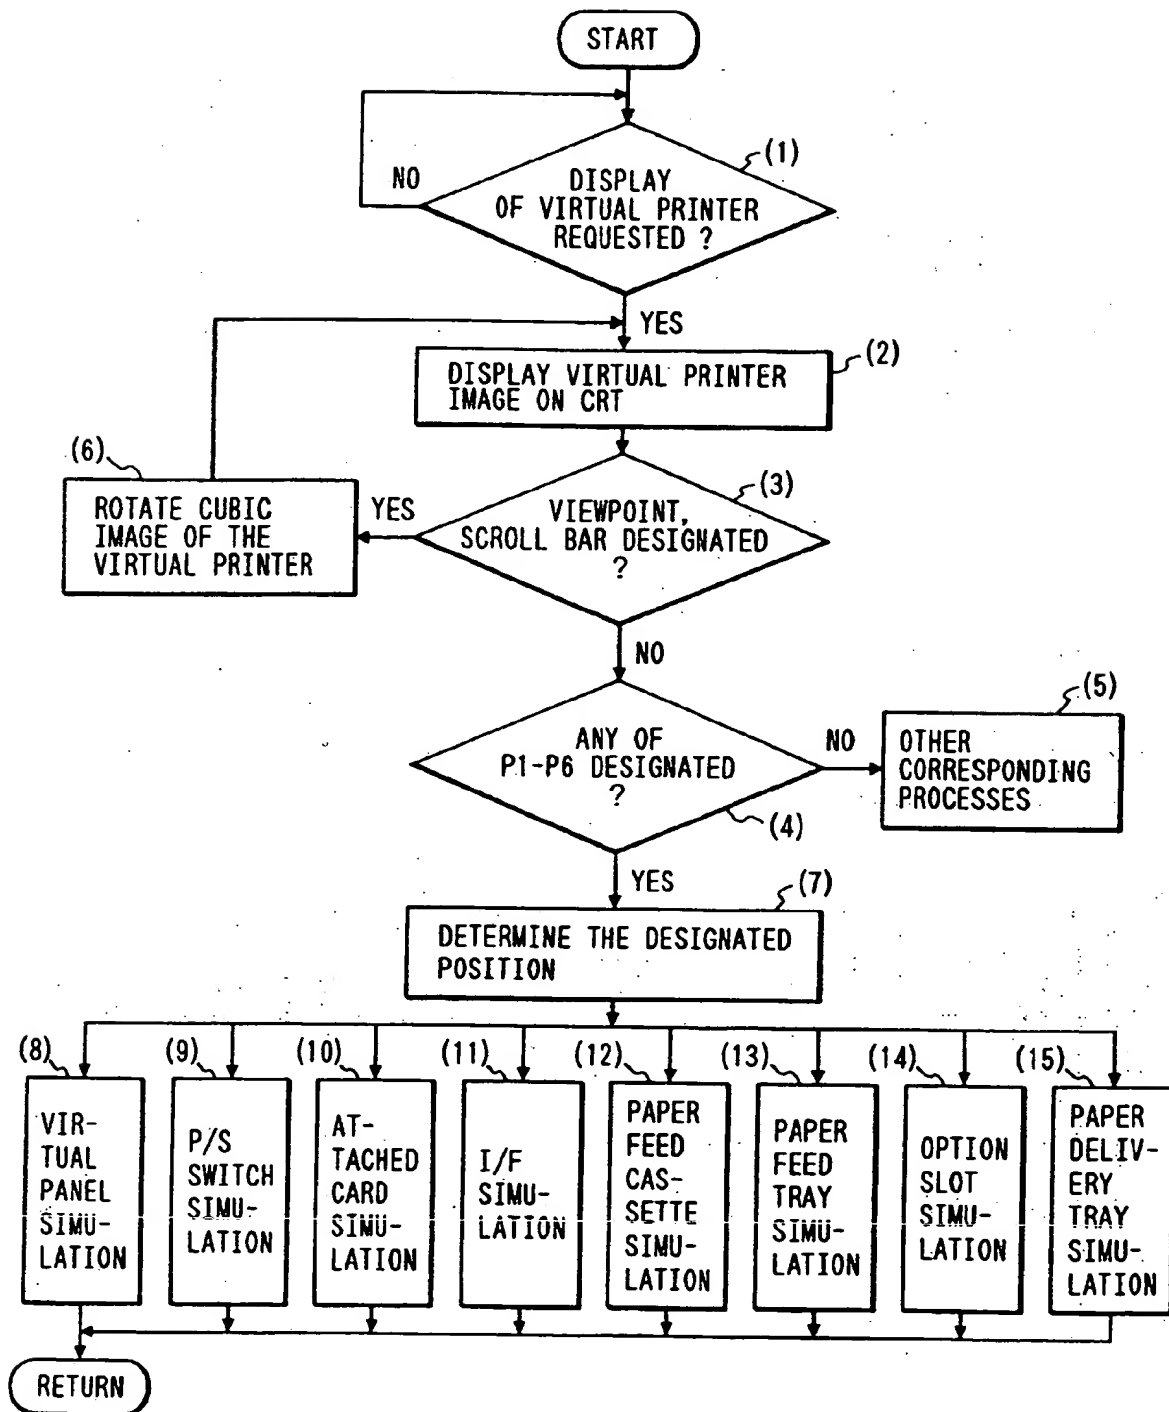 START
(1)
DISPLAY
OF VIRTUAL PRINTER
REQUESTED ?
NO
YES
(2)
DISPLAY VIRTUAL PRINTER
IMAGE ON CRT
(6)
ROTATE CUBIC
IMAGE OF THE
VIRTUAL PRINTER
YES
(3)
VIEWPOINT,
SCROLL BAR DESIGNATED
?
NO
ANY OF
P1-P6 DESIGNATED
?
(4)
NO
(5)
OTHER
CORRESPONDING
PROCESSES
YES
(7)
DETERMINE THE DESIGNATED
POSITION
(8)
VIR-
TUAL
PANEL
SIMU-
LATION
(9)
P/S
SWITCH
SIMU-
LATION
(10)
AT-
TACHED
CARD
SIMU-
LATION
(11)
I/F
SIMU-
LATION
(12)
PAPER
FEED
CAS-
SETTE
SIMU-
LATION
(13)
PAPER
FEED
TRAY
SIMU-
LATION
(14)
OPTION
SLOT
SIMU-
LATION
(15)
PAPER
DELIV-
ERY
TRAY
SIMU-
LATION
RETURN